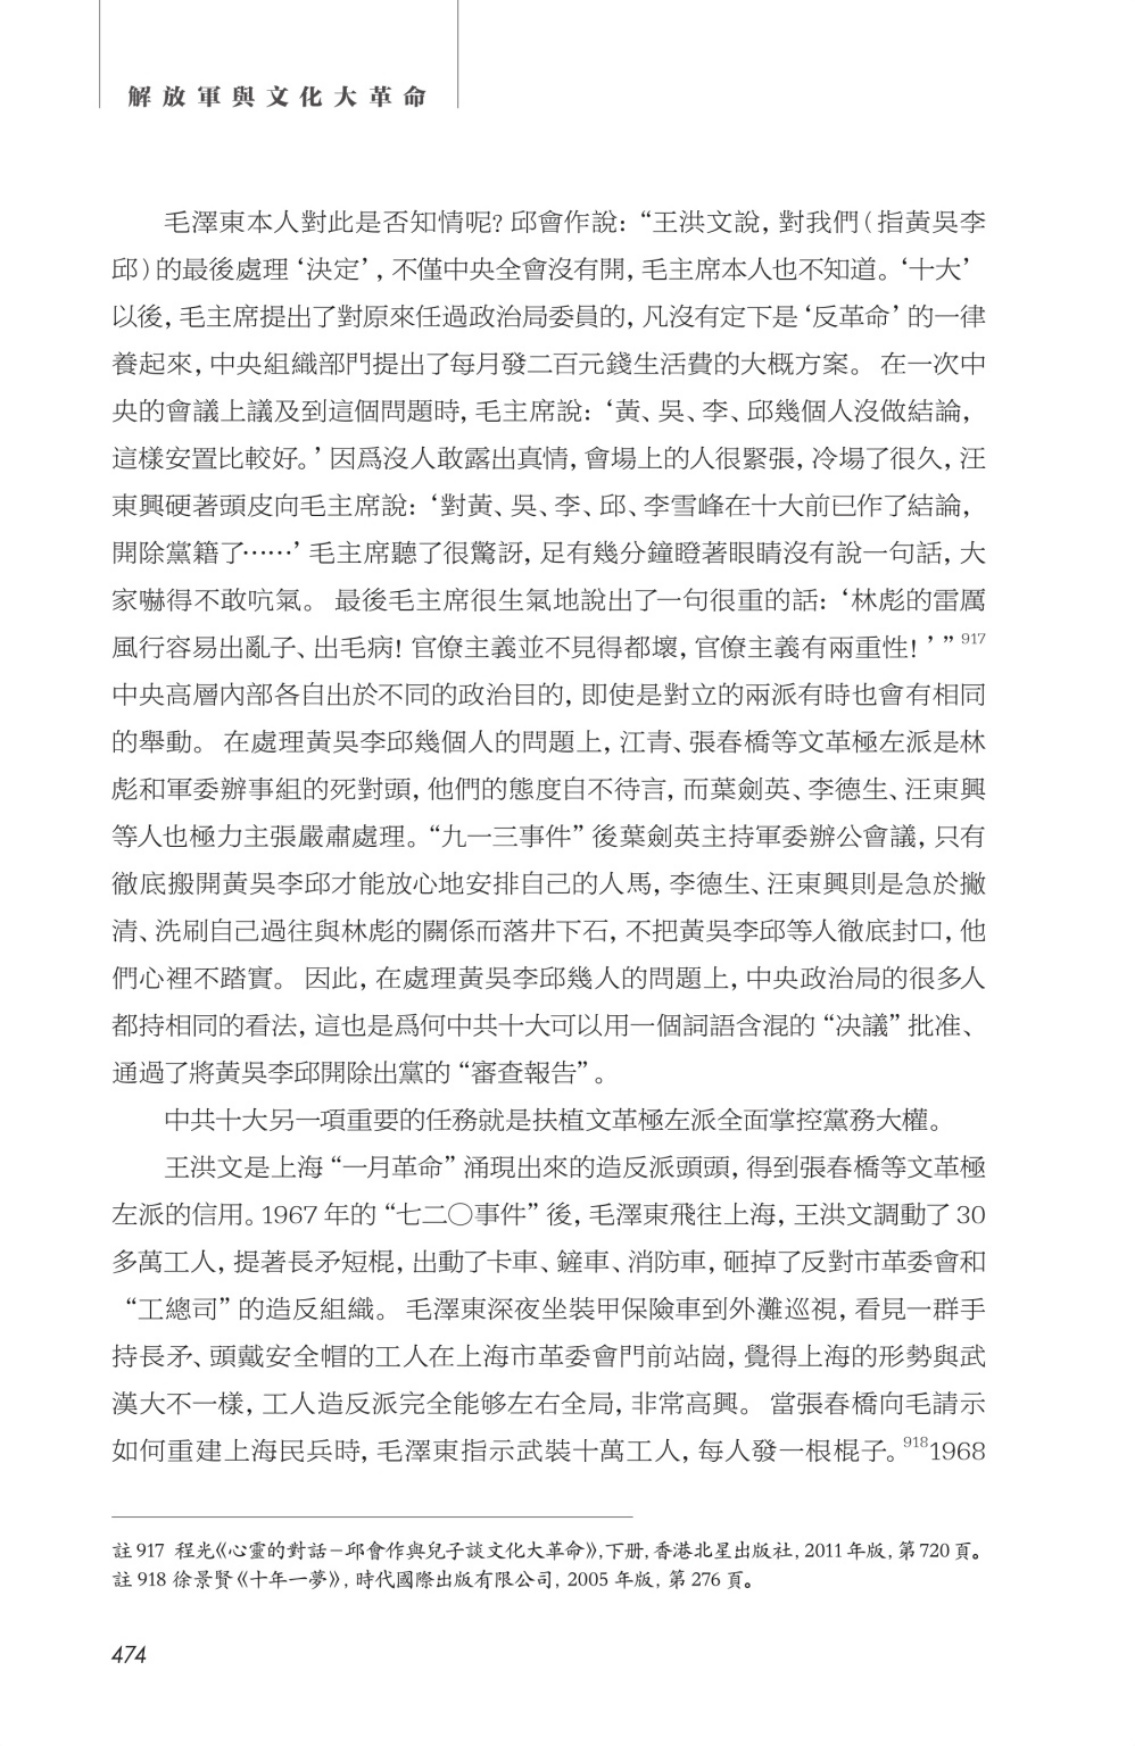 解放軍與文化大革命
毛澤東本人對此是否知情呢？邱會作說：“王洪文說，對我們（指黃吳李
邱）的最後處理‘決定’，不僅中央全會沒有開，毛主席本人也不知道。‘十大’
以後，毛主席提出了對原來任過政治局委員的，凡沒有定下是‘反革命’的一律
養起來，中央組織部門提出了每月發二百元錢生活費的大概方案。 在一次中
央的會議上議及到這個問題時，毛主席說：‘黃、吳、李、邱幾個人沒做結論，
這樣安置比較好。’因爲沒人敢露出真情，會場上的人很緊張，冷場了很久，汪
東興硬著頭皮向毛主席說：‘對黃、吳、李、邱、李雪峰在十大前已作了結論，
開除黨籍了……’毛主席聽了很驚訝，足有幾分鐘瞪著眼睛沒有說一句話，大
家嚇得不敢吭氣。 最後毛主席很生氣地說出了一句很重的話：‘林彪的雷厲
風行容易出亂子、出毛病！官僚主義並不見得都壞，官僚主義有兩重性！’”917
中央高層內部各自出於不同的政治目的，即使是對立的兩派有時也會有相同
的舉動。 在處理黃吳李邱幾個人的問題上，江青、張春橋等文革極左派是林
彪和軍委辦事組的死對頭，他們的態度自不待言，而葉劍英、李德生、汪東興
等人也極力主張嚴肅處理。“九一三事件”後葉劍英主持軍委辦公會議，只有
徹底搬開黃吳李邱才能放心地安排自己的人馬，李德生、汪東興則是急於撇
清、洗刷自己過往與林彪的關係而落井下石，不把黃吳李邱等人徹底封口，他
們心裡不踏實。 因此，在處理黃吳李邱幾人的問題上，中央政治局的很多人
都持相同的看法，這也是爲何中共十大可以用一個詞語含混的“決議”批准、
通過了將黃吳李邱開除出黨的“審查報告”。
中共十大另一項重要的任務就是扶植文革極左派全面掌控黨務大權。
王洪文是上海“一月革命”涌現出來的造反派頭頭，得到張春橋等文革極
左派的信用。1967 年的“七二〇事件”後，毛澤東飛往上海，王洪文調動了 30
多萬工人，提著長矛短棍，出動了卡車、鏟車、消防車，砸掉了反對市革委會和
“工總司”的造反組織。 毛澤東深夜坐裝甲保險車到外灘巡視，看見一群手
持長矛、頭戴安全帽的工人在上海市革委會門前站崗，覺得上海的形勢與武
漢大不一樣，工人造反派完全能够左右全局，非常高興。 當張春橋向毛請示
如何重建上海民兵時，毛澤東指示武裝十萬工人，每人發一根棍子。9181968
註 917 程光《心靈的對話－邱會作與兒子談文化大革命》，下册，香港北星出版社，2011 年版，第 720 頁。
註 918 徐景賢《十年一夢》，時代國際出版有限公司，2005 年版，第 276 頁。
474